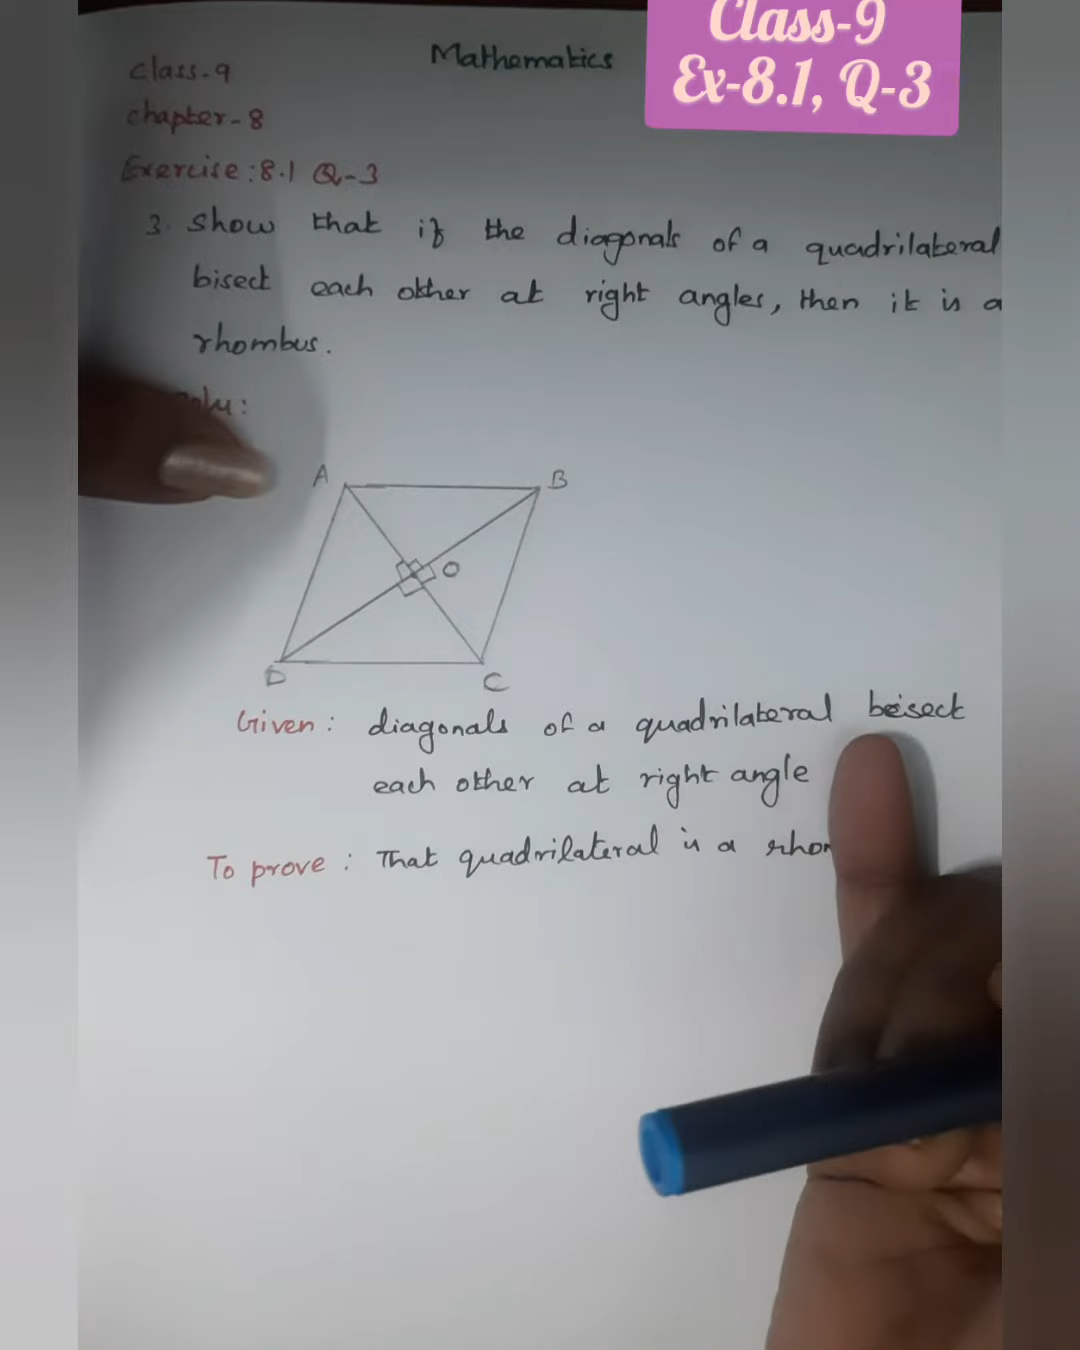 Class-9
Ex-8.1, Q-3
Mathematics
Class-9
Chapter-8
Exercise:8.1 Q-3
3. Show that if the diagonals of a quadrilateral
bisect each other at right angles, then it is a
rhombus.
A
B
O
D
C
Given: diagonals of a quadrilateral beisect
each other at right angle
To prove: That quadrilateral is a